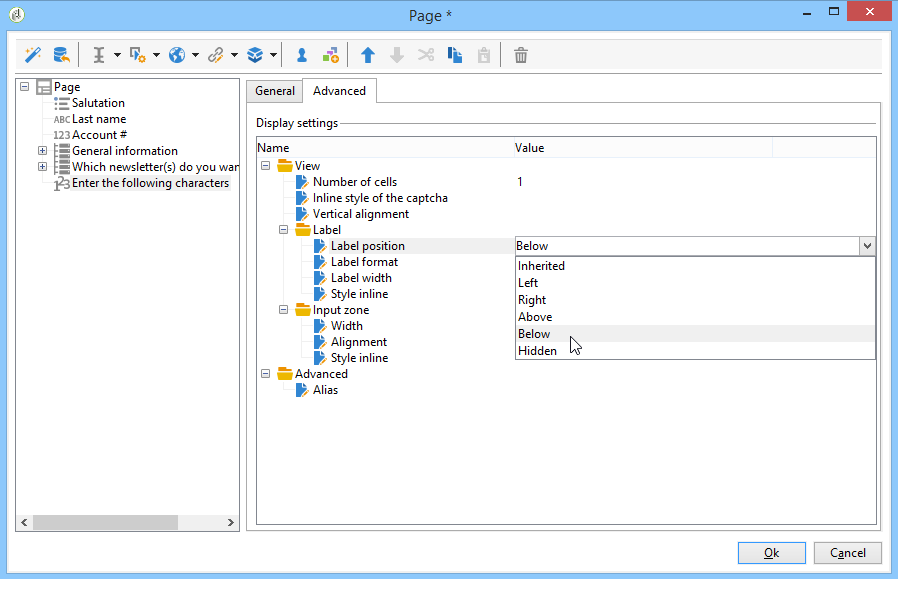 Page *
Page
Salutation
ABC Last name
123 Account #
General information
Which newsletter(s) do you wan
123 Enter the following characters
General
Advanced
Display settings
Name Value
View
Number of cells 1
Inline style of the captcha
Vertical alignment
Label
Label position Below
Label format
Label width
Style inline
Inherited
Left
Right
Above
Below
Hidden
Input zone
Width
Alignment
Style inline
Advanced
Alias
Ok
Cancel